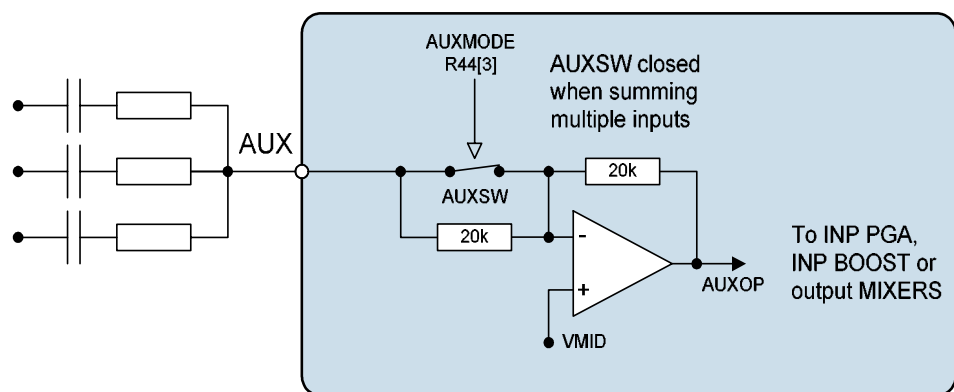 AUXMODE
R44[3]
AUXSW closed
when summing
multiple inputs
AUX
AUXSW
20k
20k
-
+
AUXOP
VMID
To INP PGA,
INP BOOST or
output MIXERS